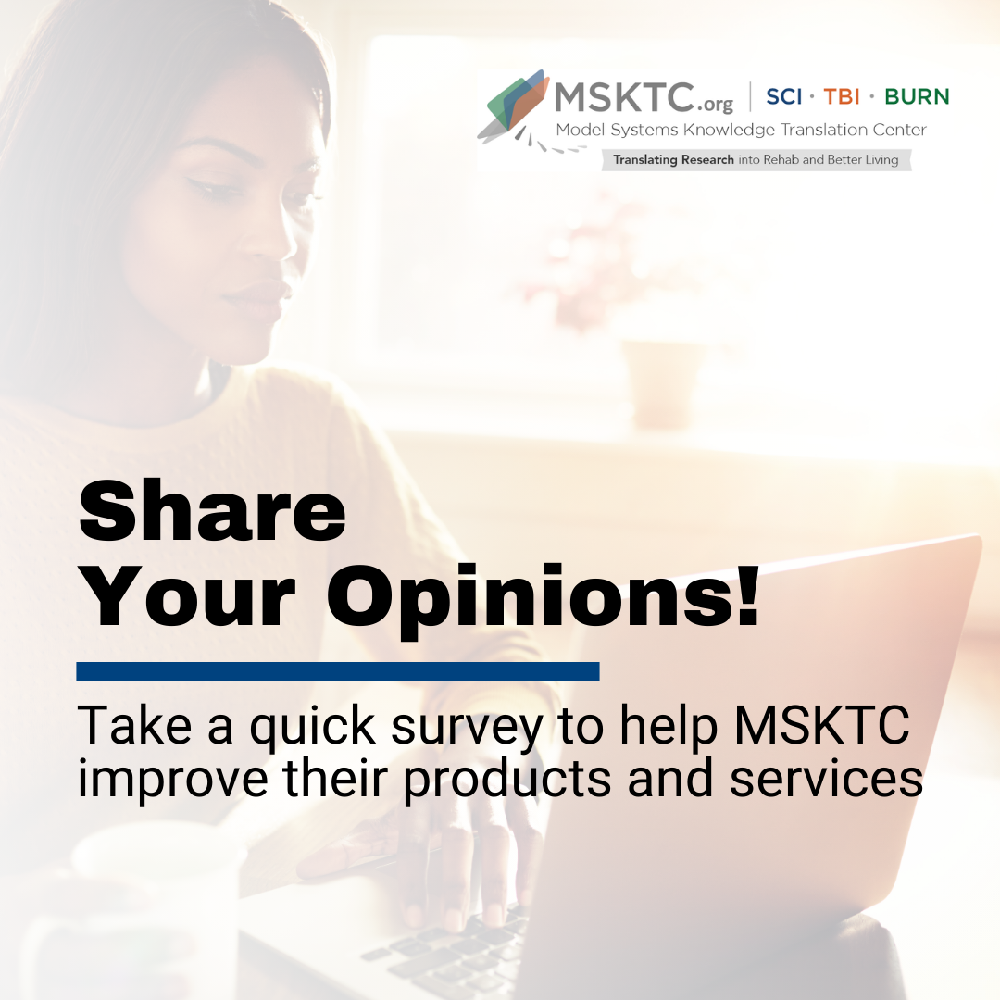 MSKTC.org | SCI · TBI · BURN
Model Systems Knowledge Translation Center
Translating Research into Rehab and Better Living
Share
Your Opinions!
Take a quick survey to help MSKTC
improve their products and services